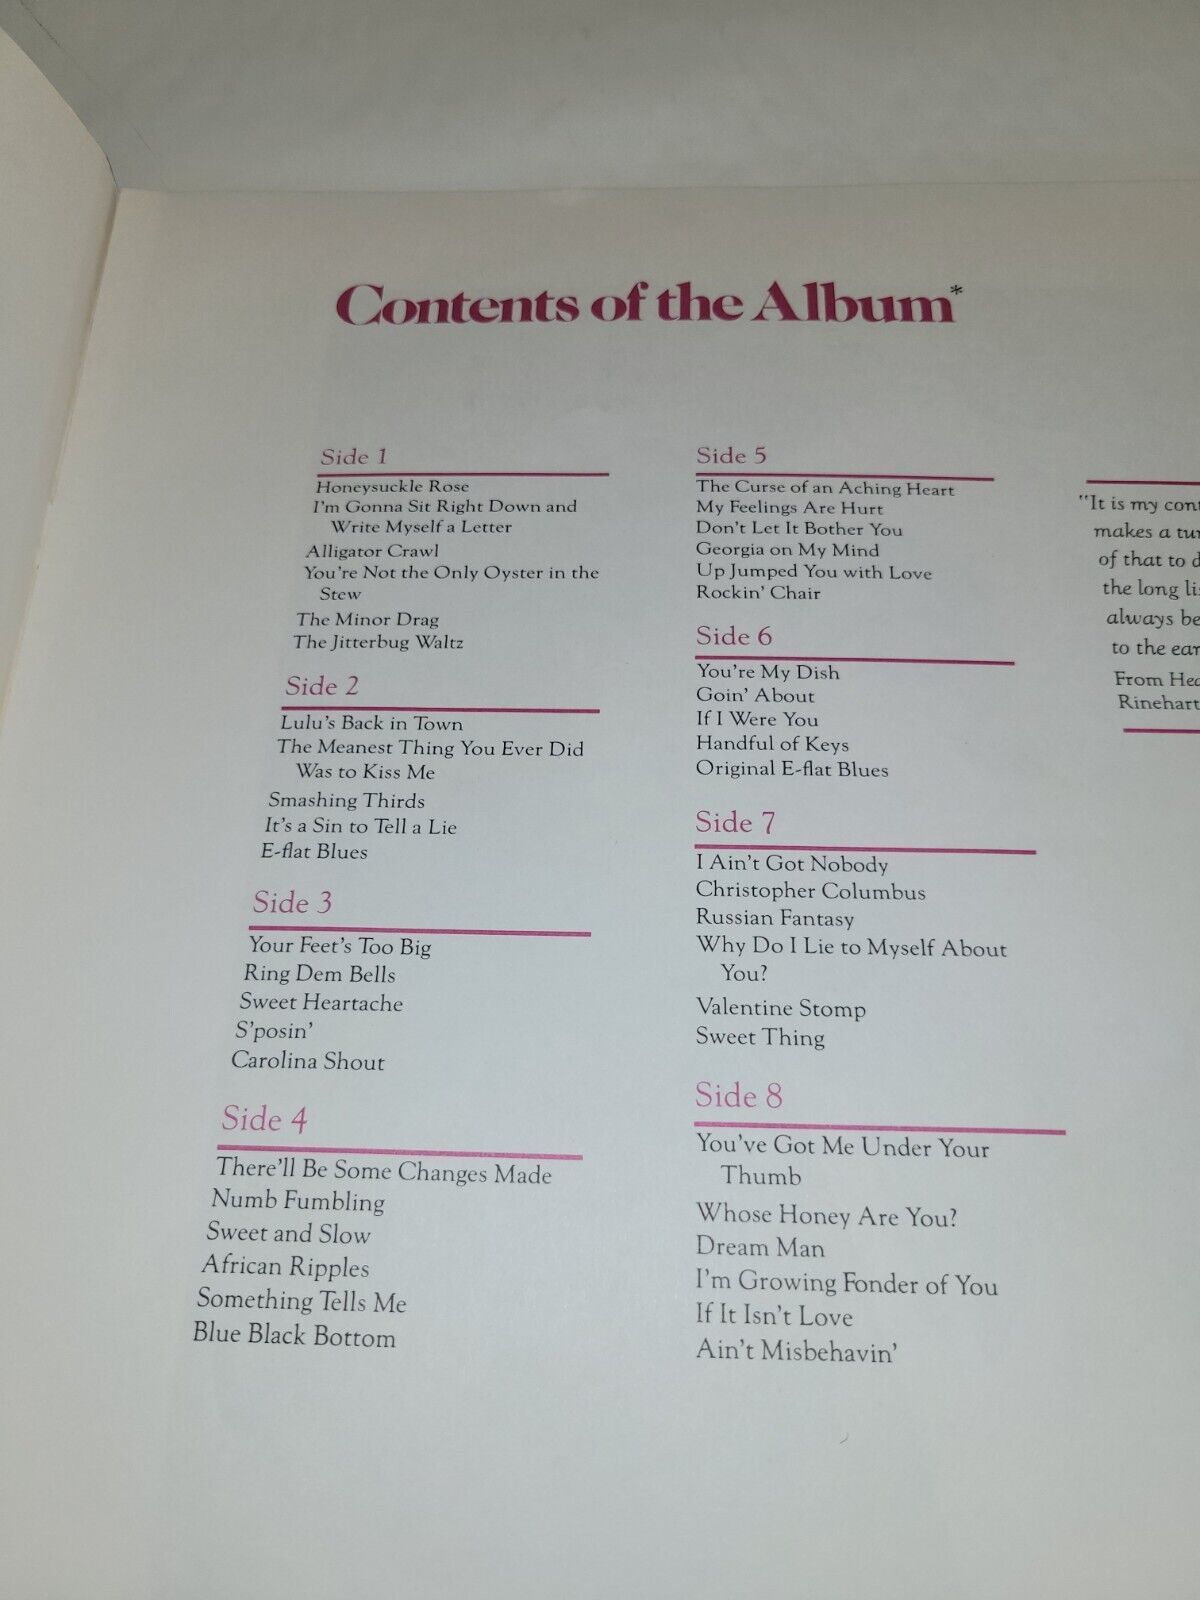 Contents of the Album*
Side 1
Honeysuckle Rose
I'm Gonna Sit Right Down and
Write Myself a Letter
Alligator Crawl
You're Not the Only Oyster in the
Stew
The Minor Drag
The Jitterbug Waltz
Side 2
Lulu's Back in Town
The Meanest Thing You Ever Did
Was to Kiss Me
Smashing Thirds
It's a Sin to Tell a Lie
E-flat Blues
Side 3
Your Feet's Too Big
Ring Dem Bells
Sweet Heartache
S'posin'
Carolina Shout
Side 4
There'll Be Some Changes Made
Numb Fumbling
Sweet and Slow
African Ripples
Something Tells Me
Blue Black Bottom
Side 5
The Curse of an Aching Heart
My Feelings Are Hurt
Don't Let It Bother You
Georgia on My Mind
Up Jumped You with Love
Rockin' Chair
Side 6
You're My Dish
Goin' About
If I Were You
Handful of Keys
Original E-flat Blues
Side 7
I Ain't Got Nobody
Christopher Columbus
Russian Fantasy
Why Do I Lie to Myself About
You?
Valentine Stomp
Sweet Thing
Side 8
You've Got Me Under Your
Thumb
Whose Honey Are You?
Dream Man
I'm Growing Fonder of You
If It Isn't Love
Ain't Misbehavin'
"It is my
makes a
of that to
the long
always
to the
From
Rinehart